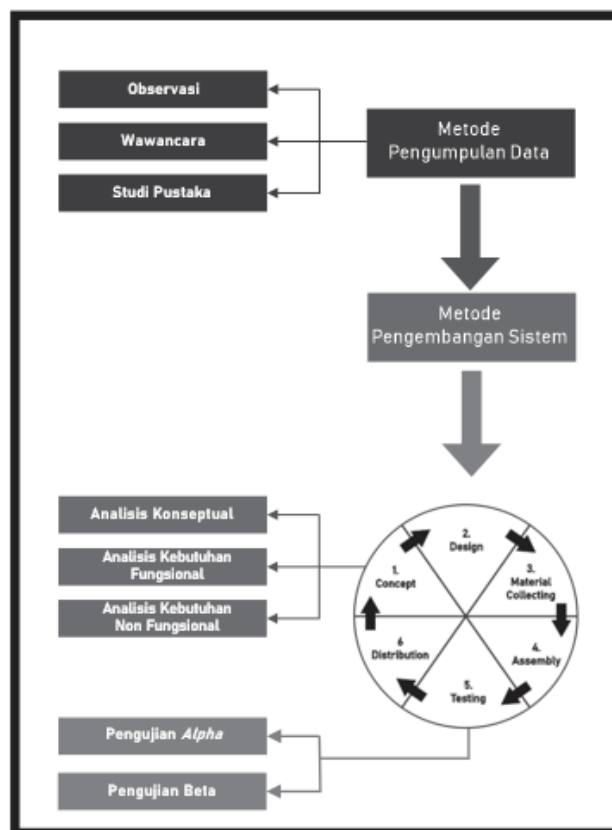 Observasi
Wawancara
Studi Pustaka
Metode
Pengumpulan Data
Metode
Pengembangan Sistem
Analisis Konseptual
Analisis Kebutuhan
Fungsional
Analisis Kebutuhan
Non Fungsional
1.
Concept
2.
Design
3.
Material
Collecting
4.
Assembly
5.
Testing
6
Distribution
Pengujian Alpha
Pengujian Beta